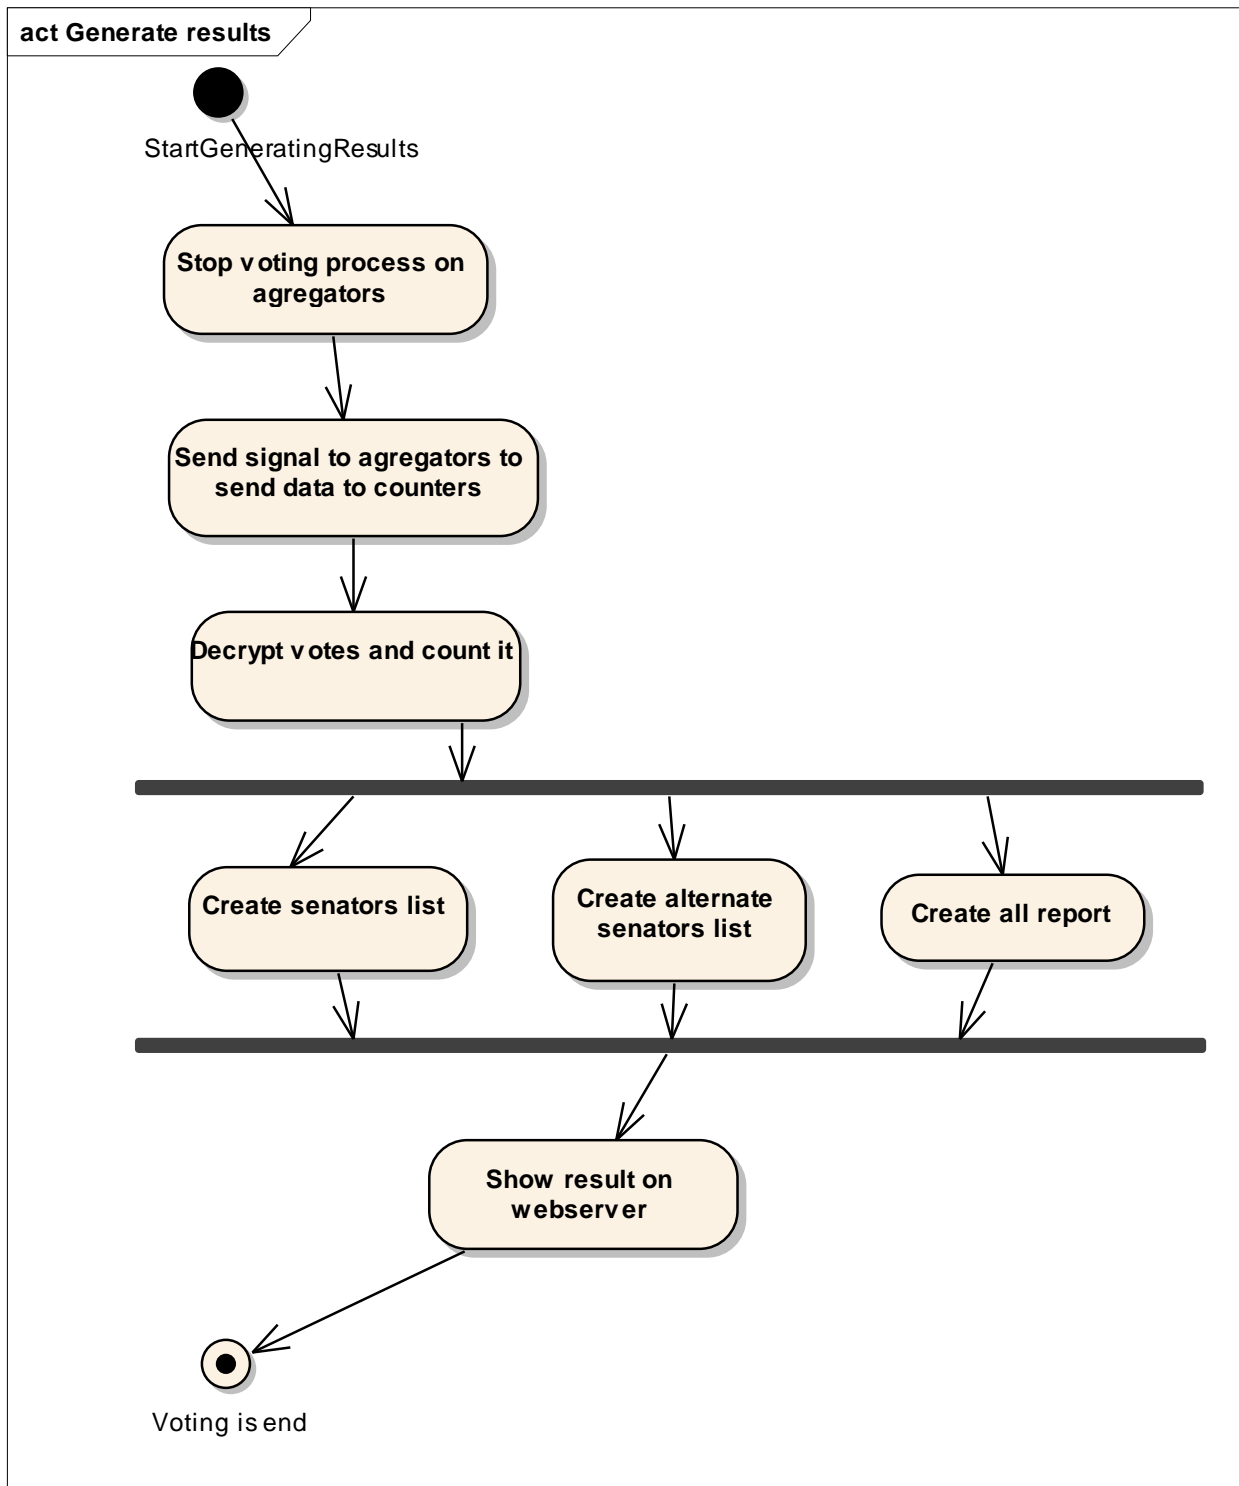 act Generate results
StartGeneratingResults
Stop voting process on
agregators
Send signal to agregators to
send data to counters
Decrypt votes and count it
Create senators list
Create alternate
senators list
Create all report
Show result on
webserver
Voting is end